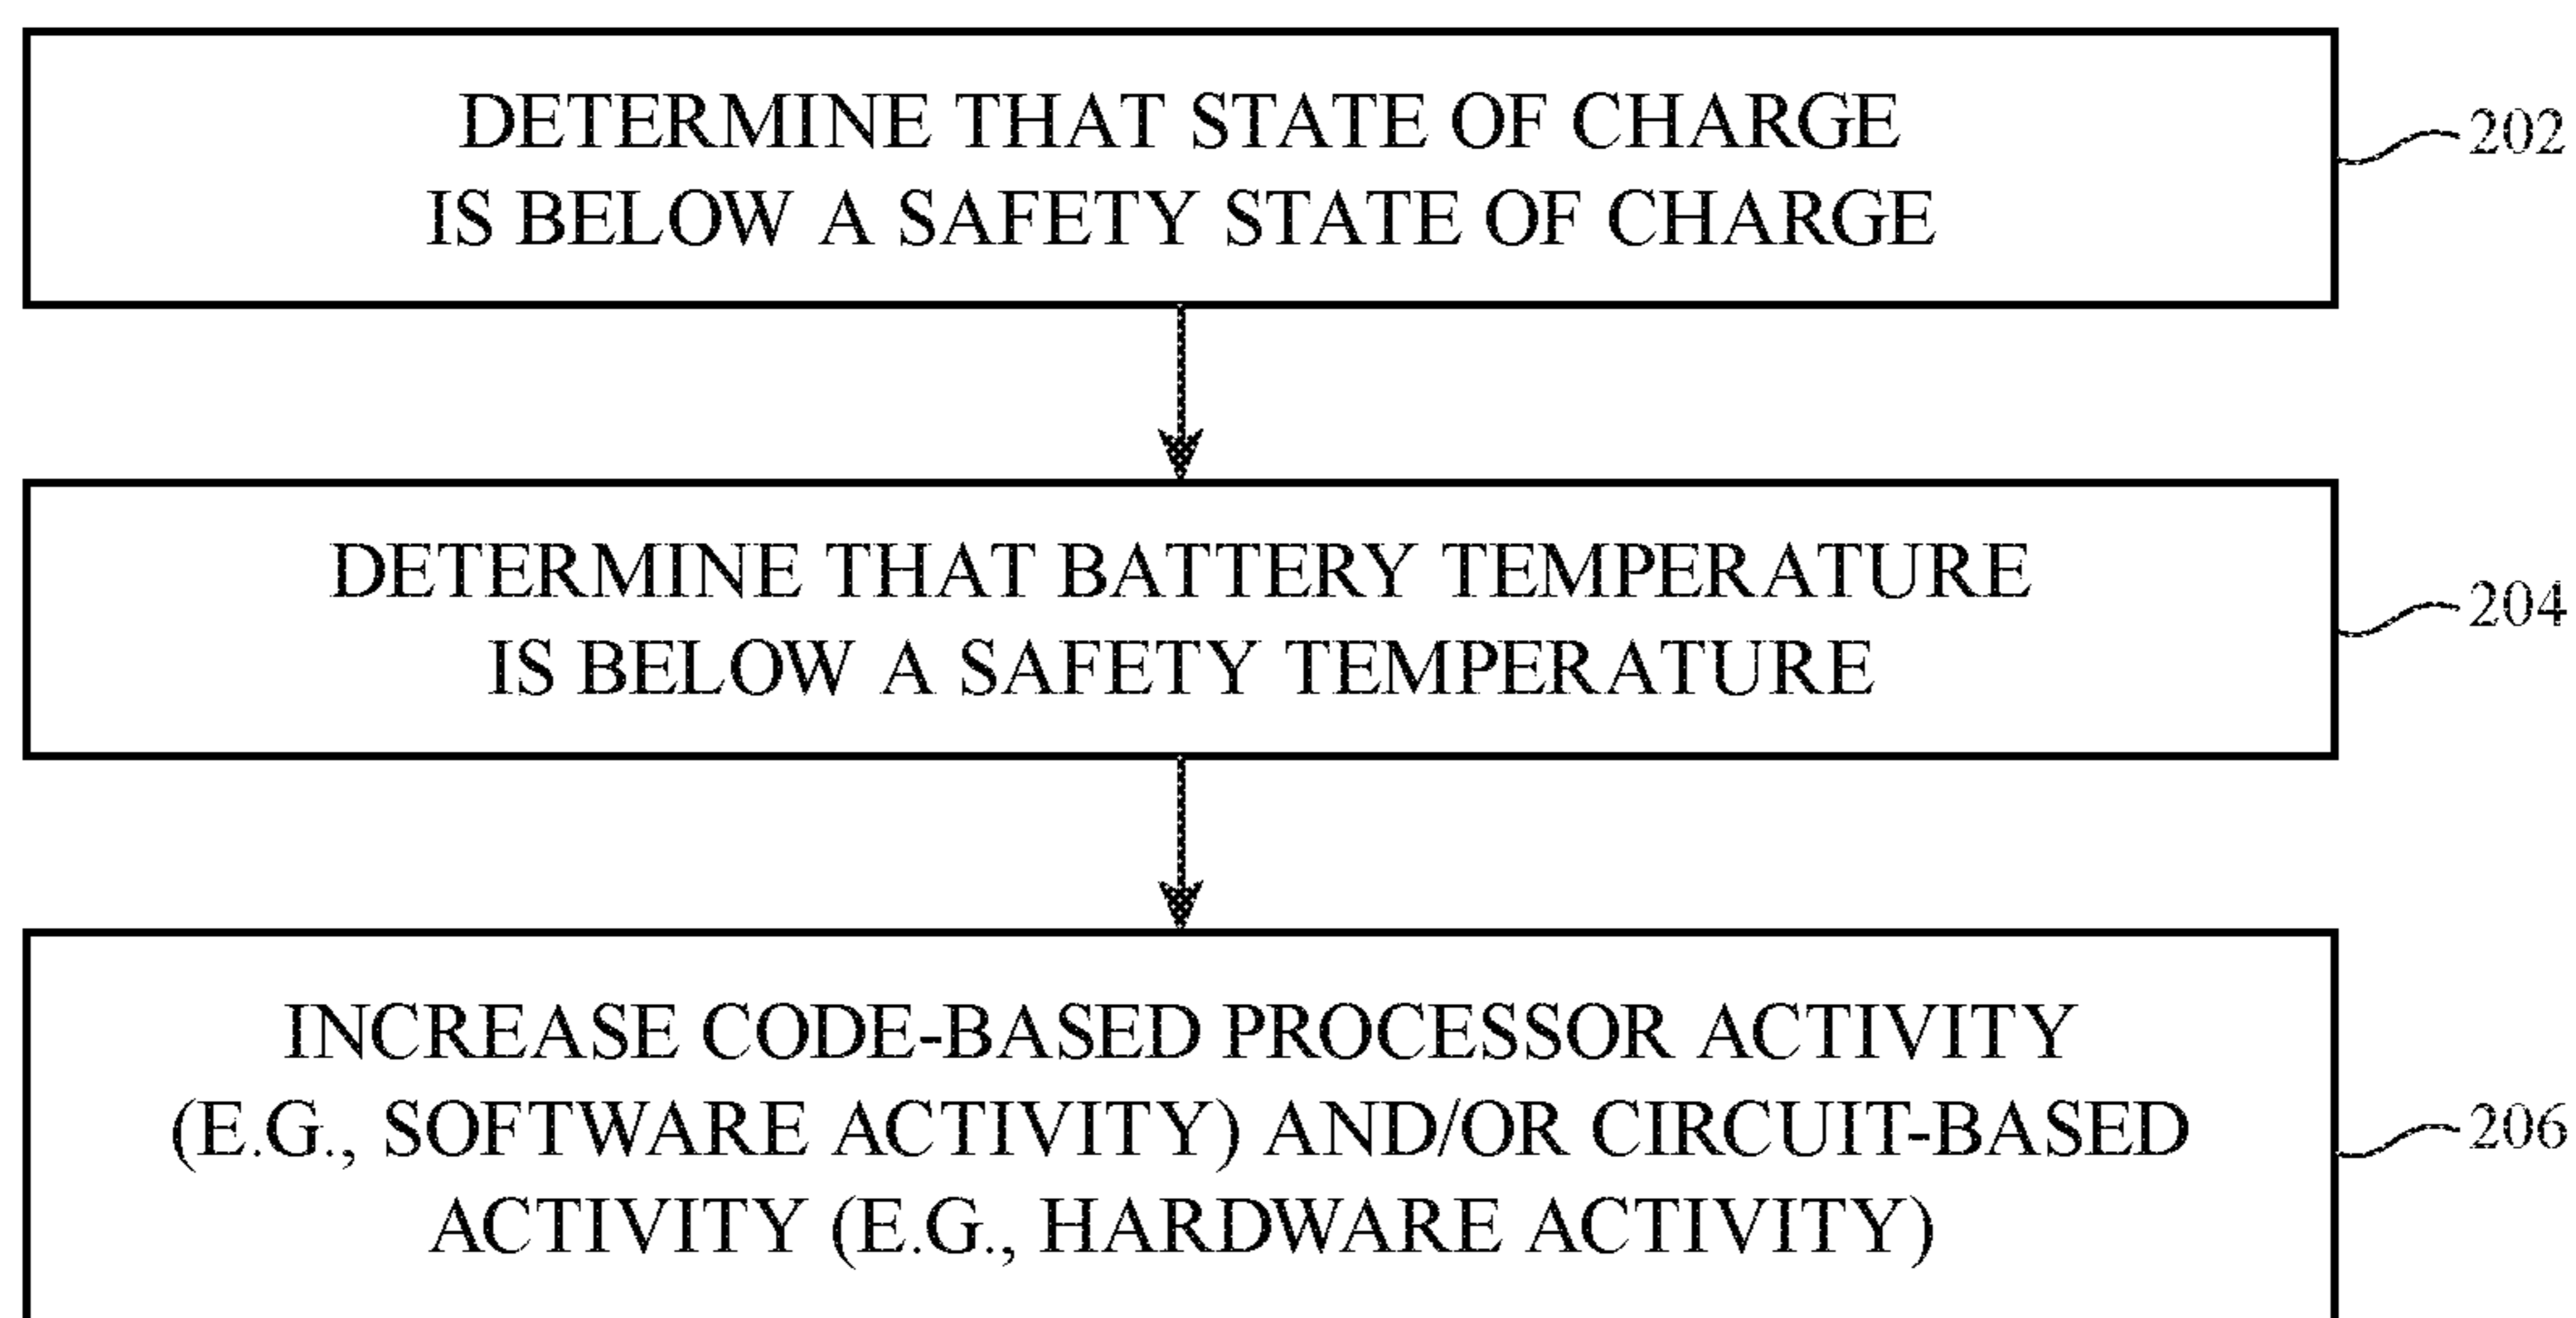 DETERMINE THAT STATE OF CHARGE
IS BELOW A SAFETY STATE OF CHARGE
202
DETERMINE THAT BATTERY TEMPERATURE
IS BELOW A SAFETY TEMPERATURE
204
INCREASE CODE-BASED PROCESSOR ACTIVITY
(E.G., SOFTWARE ACTIVITY) AND/OR CIRCUIT-BASED
ACTIVITY (E.G., HARDWARE ACTIVITY)
206